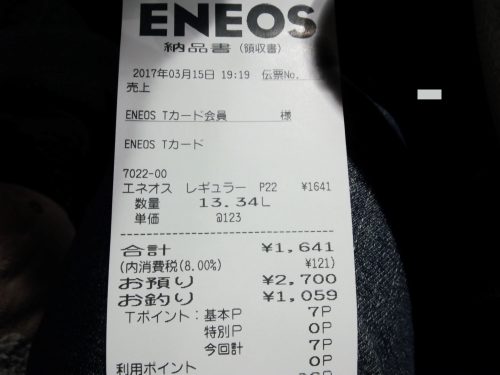 ENEOS
納品書 (領収書)
2017年03月15日 19:19 伝票No.
売上
ENEOS Tカード会員 様
ENEOS Tカード
7022-00
エネオス レギュラー P22 ¥1641
数量 13.34L
単価 @123
合計 ¥1,641
(内消費税(8.00%) ¥121)
お預り ¥2,700
お釣り ¥1,059
Tポイント:基本P 7P
特別P 0P
今回計 7P
利用ポイント 0P